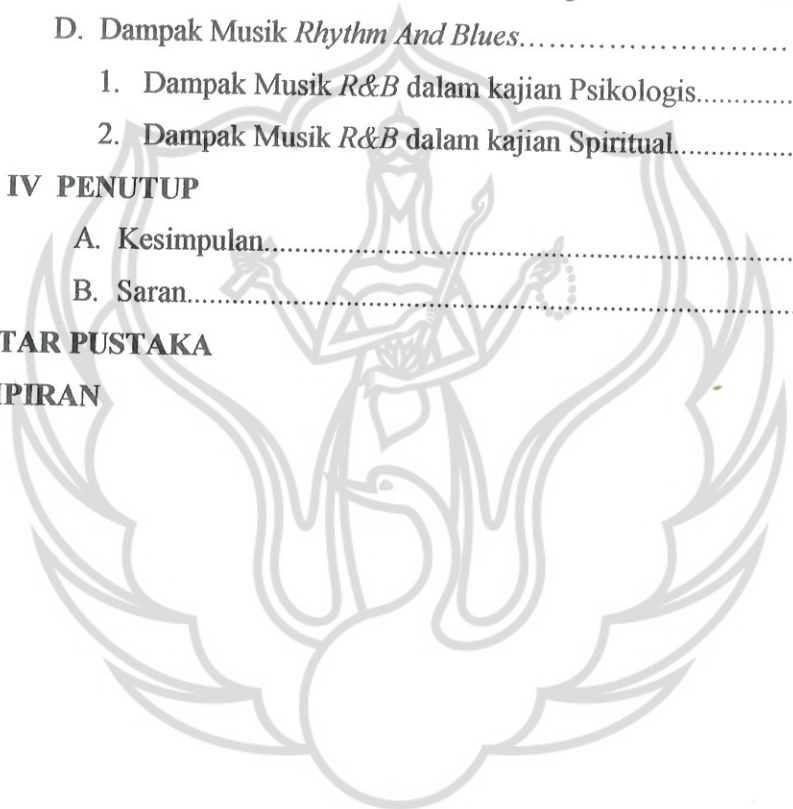 D. Dampak Musik Rhythm And Blues..............................
1. Dampak Musik R&B dalam kajian Psikologis............
2. Dampak Musik R&B dalam kajian Spiritual...............
IV PENUTUP
A. Kesimpulan.................................................................
B. Saran..........................................................................
TAR PUSTAKA
PIRAN